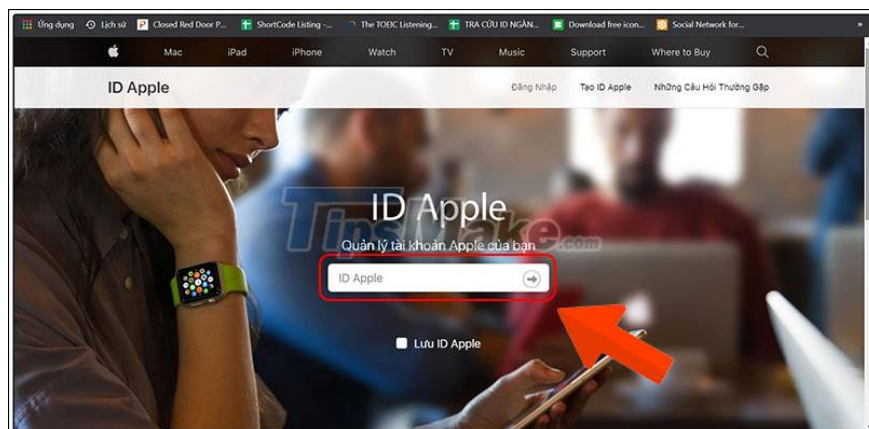 Ứng dụng Lịch sử Closed Red Door P... ShortCode Listing -... The TOEIC Listening... TRA CỨU ID NGÂN... Download free icon... Social Network for... »
Mac iPad iPhone Watch TV Music Support Where to Buy
ID Apple Đăng Nhập Tạo ID Apple Những Câu Hỏi Thường Gặp
ID Apple
TipsMake.com
Quản lý tài khoản Apple của bạn
ID Apple
Lưu ID Apple